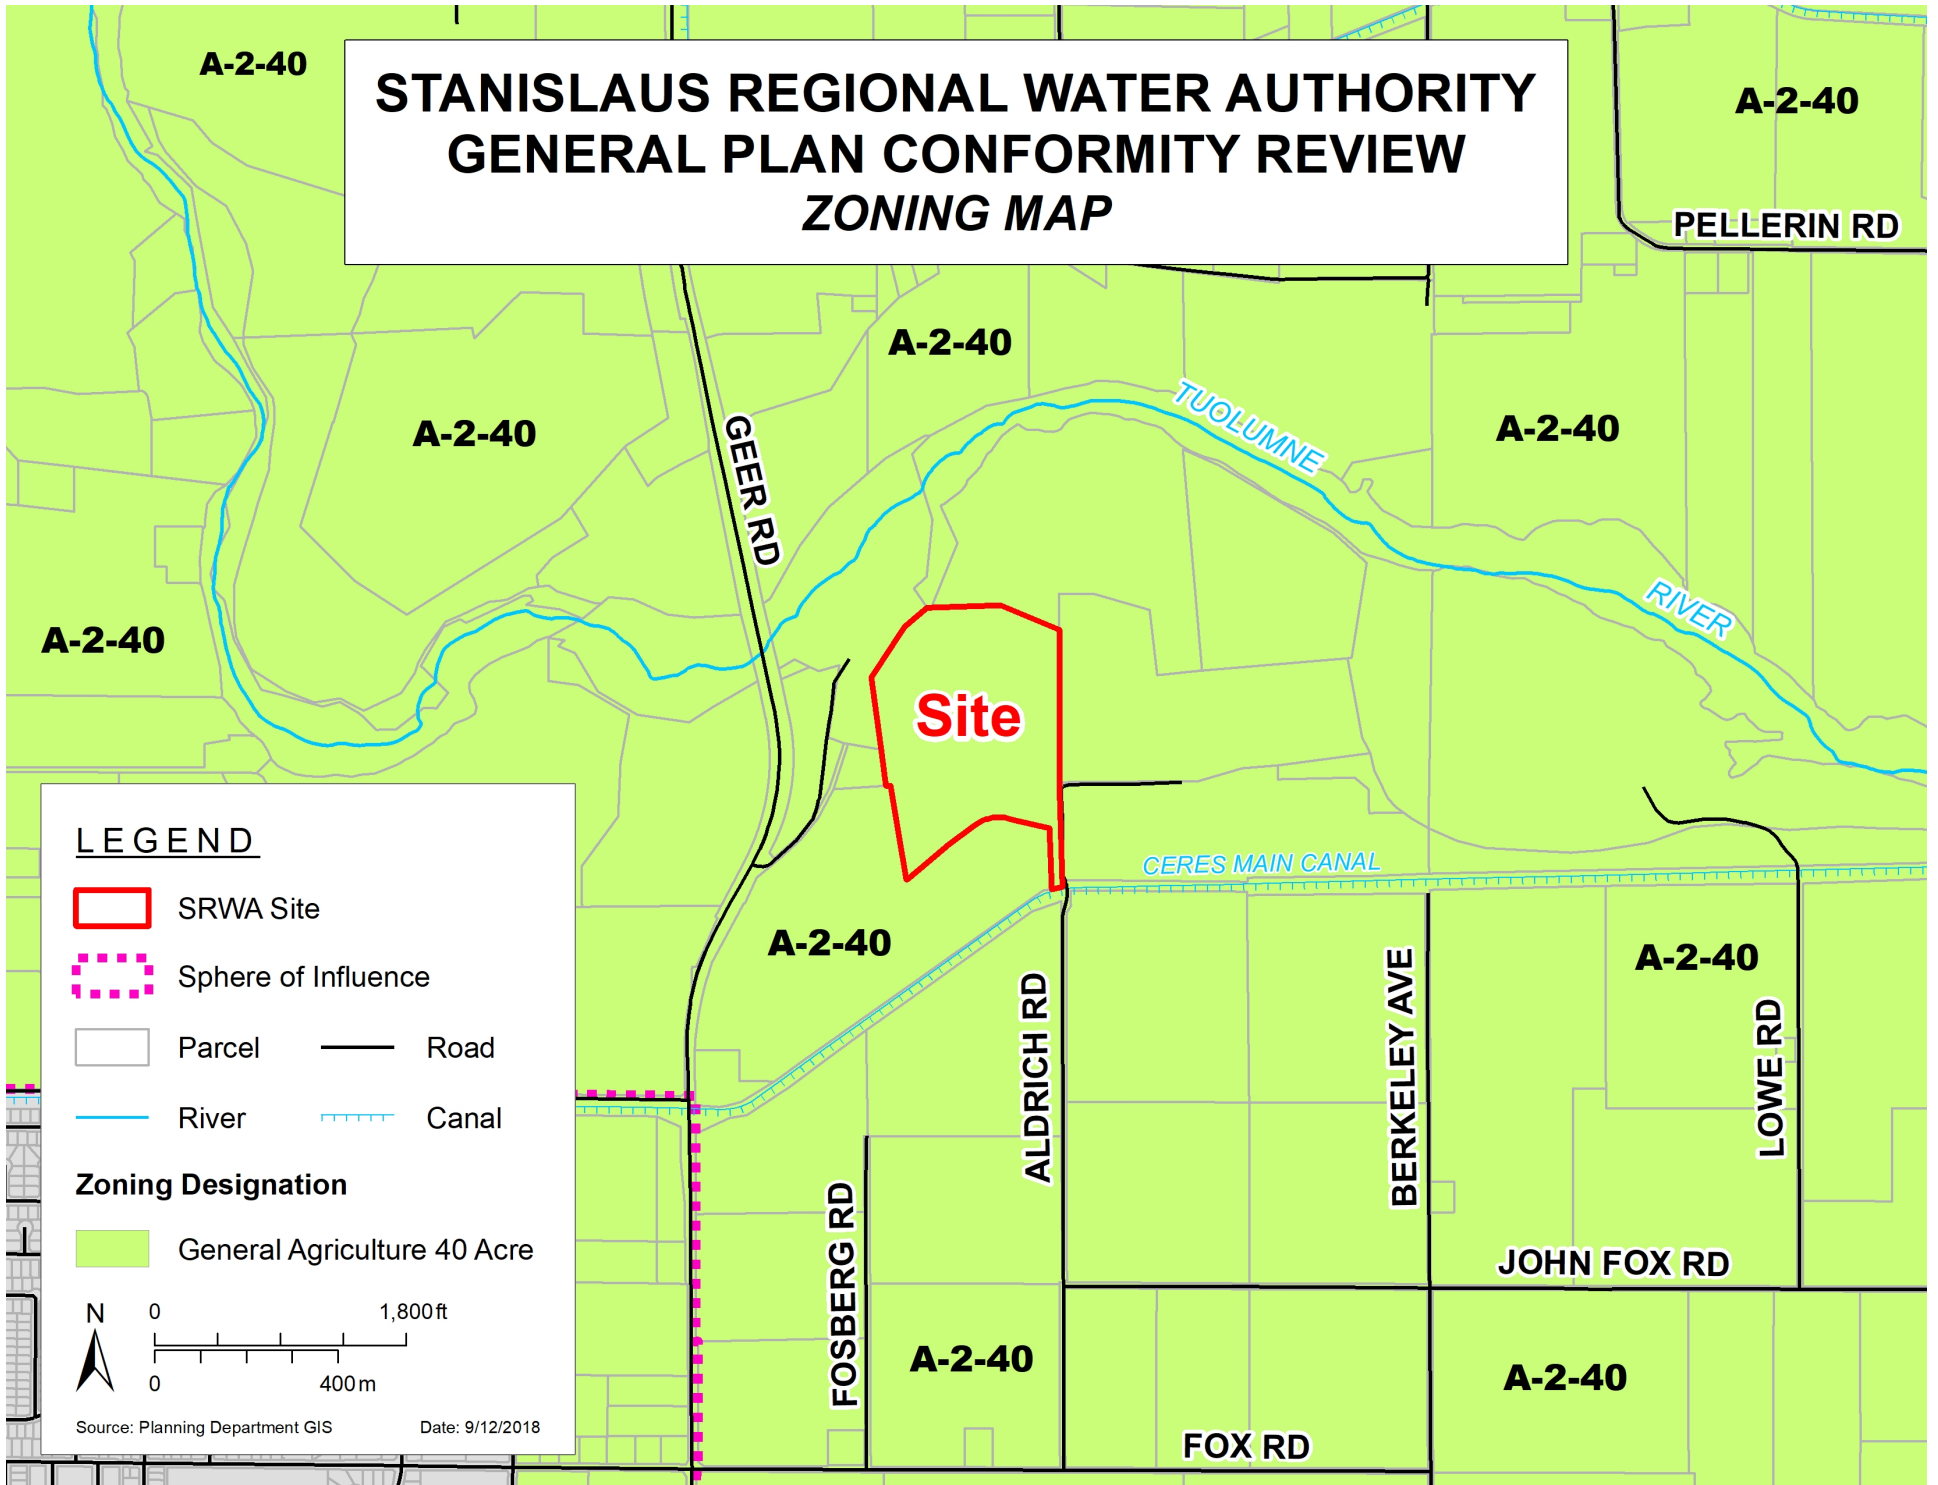 A-2-40
STANISLAUS REGIONAL WATER AUTHORITY
GENERAL PLAN CONFORMITY REVIEW
ZONING MAP
A-2-40
PELLERIN RD
A-2-40
A-2-40
A-2-40
A-2-40
GEER RD
TUOLUMNE
RIVER
A-2-40
Site
CERES MAIN CANAL
A-2-40
A-2-40
ALDRICH RD
BERKELEY AVE
LOWE RD
FOSBERG RD
JOHN FOX RD
A-2-40
A-2-40
FOX RD
LEGEND
SRWA Site
Sphere of Influence
Parcel
Road
River
Canal
Zoning Designation
General Agriculture 40 Acre
N
0 1,800 ft
0 400 m
Source: Planning Department GIS Date: 9/12/2018